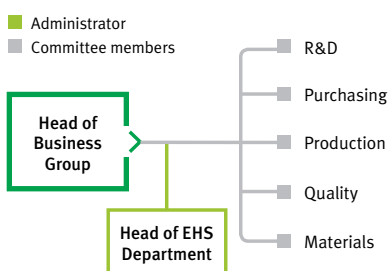 Administrator
Committee members
R&D
Purchasing
Head of
Business
Group
Production
Quality
Head of EHS
Department
Materials